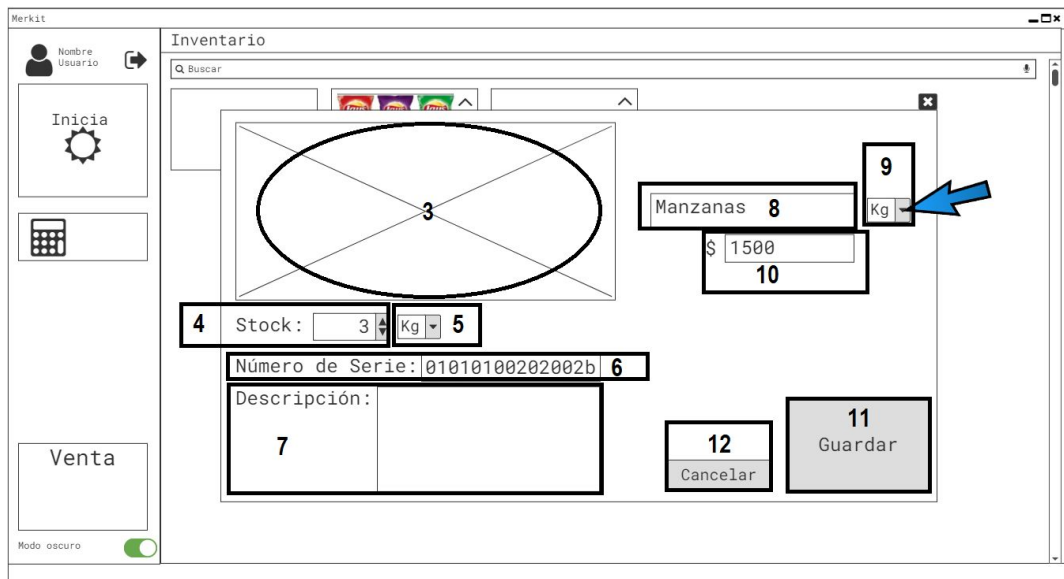 Merkit
Nombre
Usuario
Inventario
Buscar
Inicia
3
9
Manzanas 8
Kg
$ 1500
10
4 Stock: 3 Kg 5
Número de Serie: 01010100202002b 6
Descripción:
7
11
Guardar
12
Cancelar
Venta
Modo oscuro